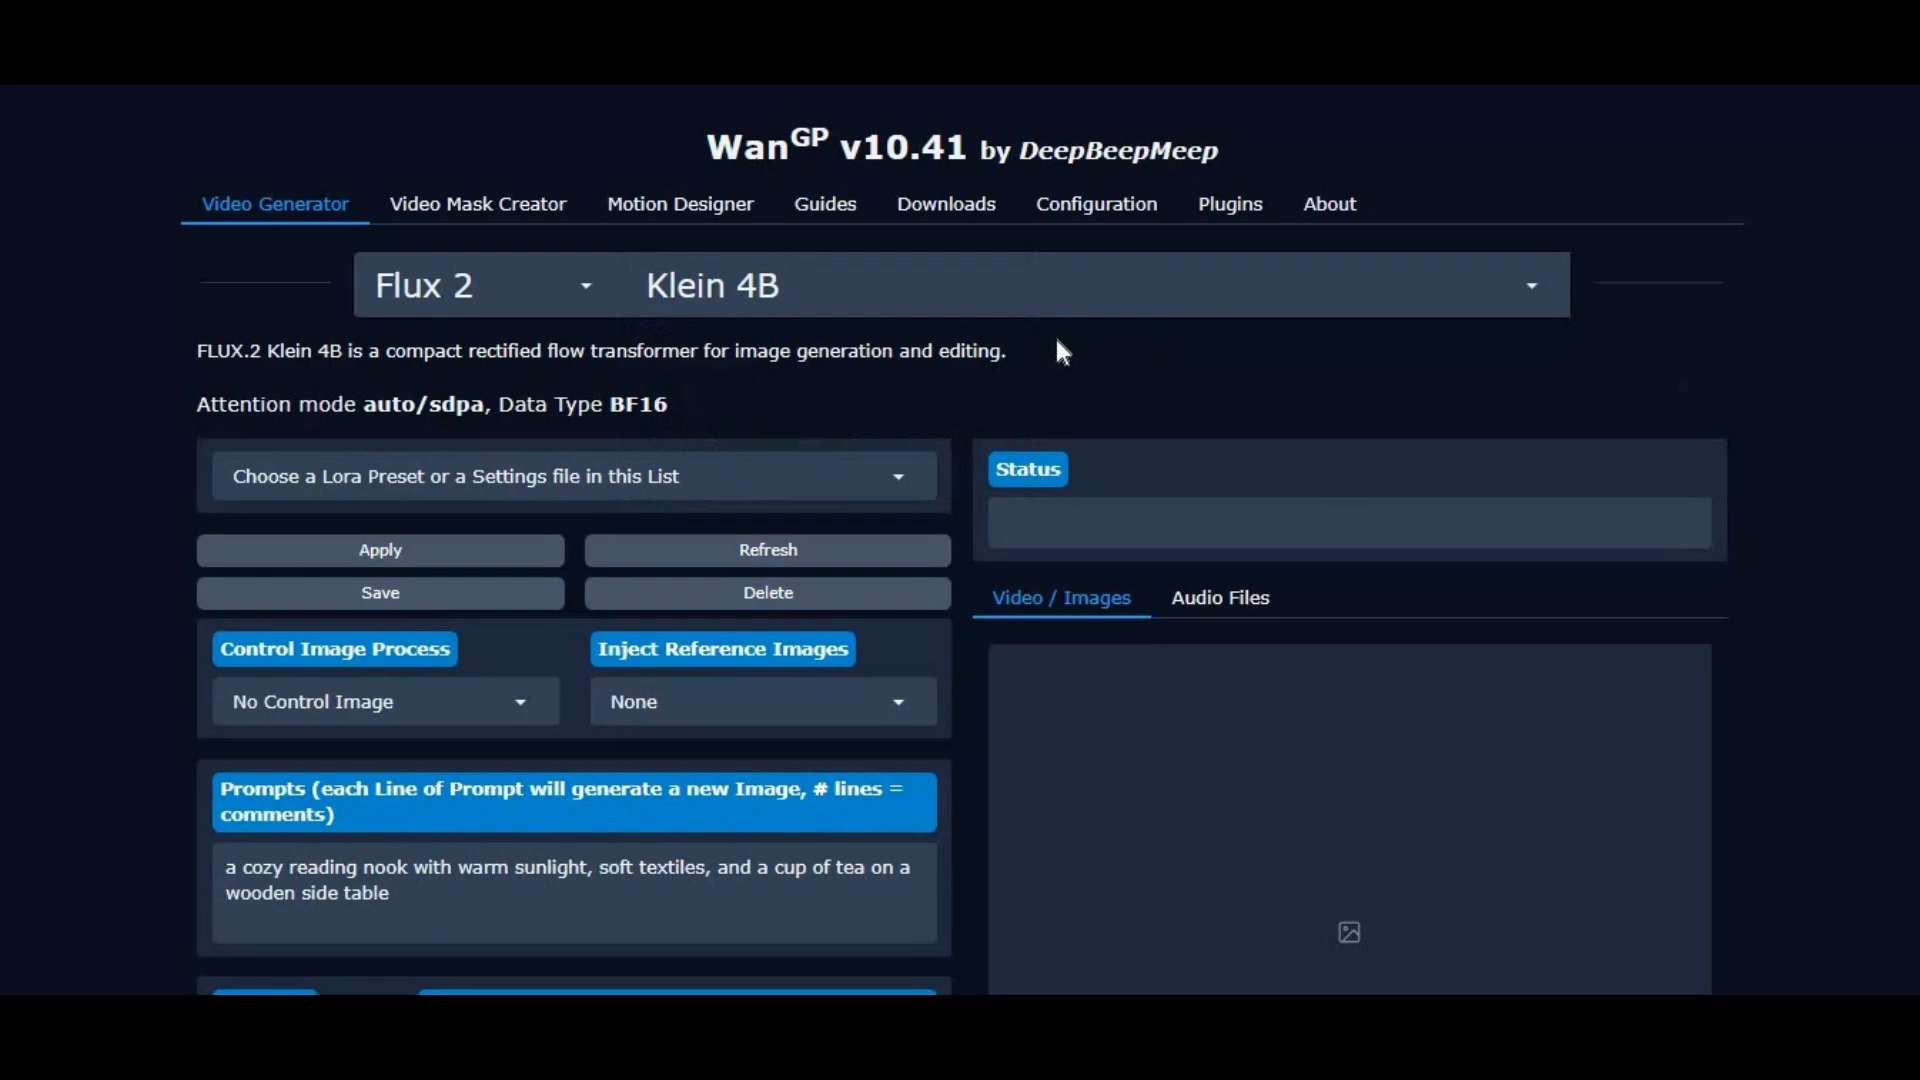 WanGP v10.41 by DeepBeepMeep
Video Generator Video Mask Creator Motion Designer Guides Downloads Configuration Plugins About
Flux 2 Klein 4B
FLUX.2 Klein 4B is a compact rectified flow transformer for image generation and editing.
Attention mode auto/sdpa, Data Type BF16
Choose a Lora Preset or a Settings file in this List
Apply Refresh
Save Delete
Control Image Process Inject Reference Images
No Control Image None
Prompts (each Line of Prompt will generate a new Image, # lines =
comments)
a cozy reading nook with warm sunlight, soft textiles, and a cup of tea on a
wooden side table
Status
Video / Images Audio Files